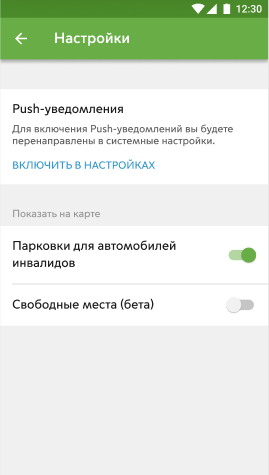 12:30
Настройки
Push-уведомления
Для включения Push-уведомлений вы будете
перенаправлены в системные настройки.
ВКЛЮЧИТЬ В НАСТРОЙКАХ
Показать на карте
Парковки для автомобилей
инвалидов
Свободные места (бета)